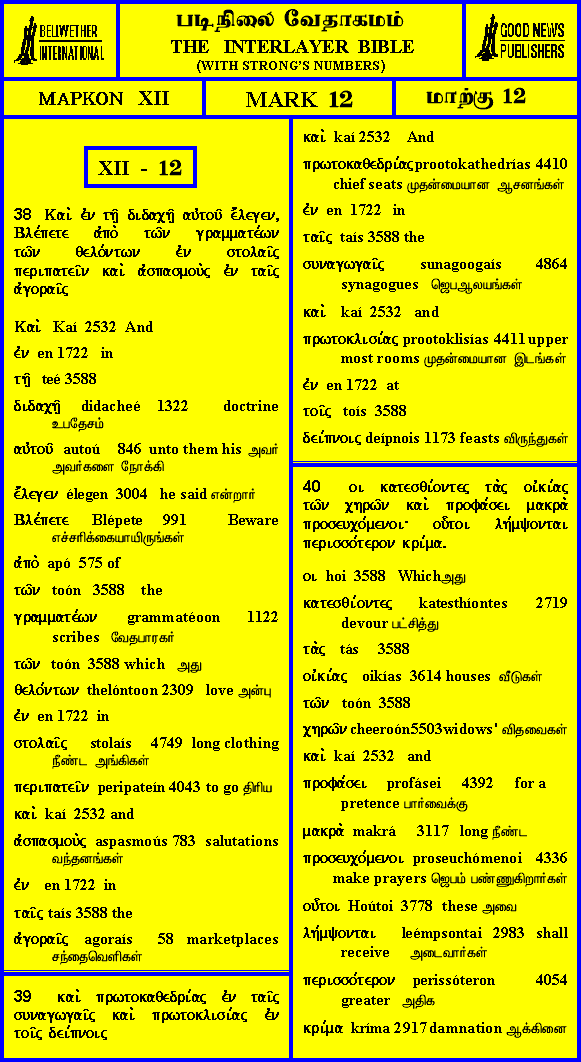 BELLWETHER
INTERNATIONAL
படிநிலை வேதாகமம்
THE INTERLAYER BIBLE
(WITH STRONG'S NUMBERS)
GOOD NEWS
PUBLISHERS
ΜΑΡΚΟΝ XII
MARK 12
மாற்கு 12
XII - 12
38 Καὶ ἐν τῇ διδαχῇ αὐτοῦ ἔλεγεν,
Βλέπετε ἀπὸ τῶν γραμματέων
τῶν θελόντων ἐν στολαῖς
περιπατεῖν καὶ ἀσπασμοὺς ἐν ταῖς
ἀγοραῖς
Καὶ Kaí 2532 And
ἐν en 1722 in
τῇ teé 3588
διδαχῇ didacheé 1322 doctrine
உபதேசம்
αὐτοῦ autoú 846 unto them his அவர்
அவர்களை நோக்கி
ἔλεγεν élegen 3004 he said என்றார்
Βλέπετε Blépete 991 Beware
எச்சரிக்கையாயிருங்கள்
ἀπὸ apó 575 of
τῶν toón 3588 the
γραμματέων grammatéoon 1122
scribes வேதபாரகர்
τῶν toón 3588 which அது
θελόντων thelóntoon 2309 love அன்பு
ἐν en 1722 in
στολαῖς stolaís 4749 long clothing
நீண்ட அங்கிகள்
περιπατεῖν peripateín 4043 to go திரிய
καὶ kaí 2532 and
ἀσπασμοὺς aspasmoús 783 salutations
வந்தனங்கள்
ἐν en 1722 in
ταῖς taís 3588 the
ἀγοραῖς agoraís 58 marketplaces
சந்தைவெளிகள்
39 καὶ πρωτοκαθεδρίας ἐν ταῖς
συναγωγαῖς καὶ πρωτοκλισίας ἐν
τοῖς δείπνοις
καὶ kaí 2532 And
πρωτοκαθεδρίας prootokathedrías 4410
chief seats முதன்மையான ஆசனங்கள்
ἐν en 1722 in
ταῖς taís 3588 the
συναγωγαῖς sunagoogaís 4864
synagogues ஜெபஆலயங்கள்
καὶ kaí 2532 and
πρωτοκλισίας prootoklisías 4411 upper
most rooms முதன்மையான இடங்கள்
ἐν en 1722 at
τοῖς toís 3588
δείπνοις deípnois 1173 feasts விருந்துகள்
40 οι κατεσθίοντες τὰς οἰκίας
τῶν χηρῶν καὶ προφάσει μακρὰ
προσευχόμενοι· οὗτοι λήμψονται
περισσότερον κρίμα.
οι hoi 3588 Whichஅது
κατεσθίοντες katesthíontes 2719
devour பட்சித்து
τὰς tás 3588
οἰκίας oikías 3614 houses வீடுகள்
τῶν toón 3588
χηρῶν cheeroón5503widows' விதவைகள்
καὶ kaí 2532 and
προφάσει profásei 4392 for a
pretence பார்வைக்கு
μακρὰ makrá 3117 long நீண்ட
προσευχόμενοι proseuchómenoi 4336
make prayers ஜெபம் பண்ணுகிறார்கள்
οὗτοι Hoútoi 3778 these அவை
λήμψονται leémpsontai 2983 shall
receive அடைவார்கள்
περισσότερον perissóteron 4054
greater அதிக
κρίμα kríma 2917 damnation ஆக்கினை